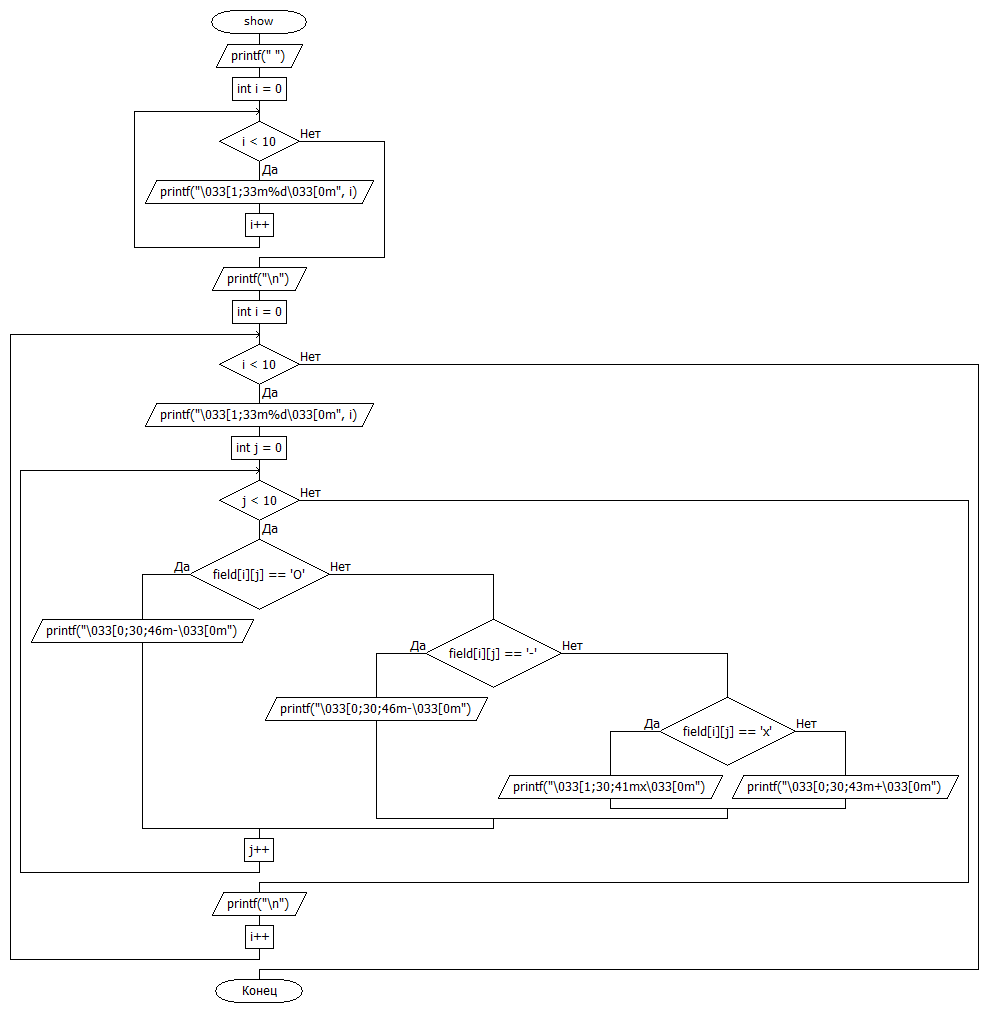 show
printf(" ")
int i = 0
i < 10
Нет
Да
printf("\033[1;33m%d\033[0m", i)
i++
printf("\n")
int i = 0
i < 10
Нет
Да
printf("\033[1;33m%d\033[0m", i)
int j = 0
j < 10
Нет
Да
Да
field[i][j] == 'O'
Нет
printf("\033[0;30;46m-\033[0m")
Да
field[i][j] == '-'
Нет
printf("\033[0;30;46m-\033[0m")
Да
field[i][j] == 'x'
Нет
printf("\033[1;30;41mx\033[0m")
printf("\033[0;30;43m+\033[0m")
j++
printf("\n")
i++
Конец